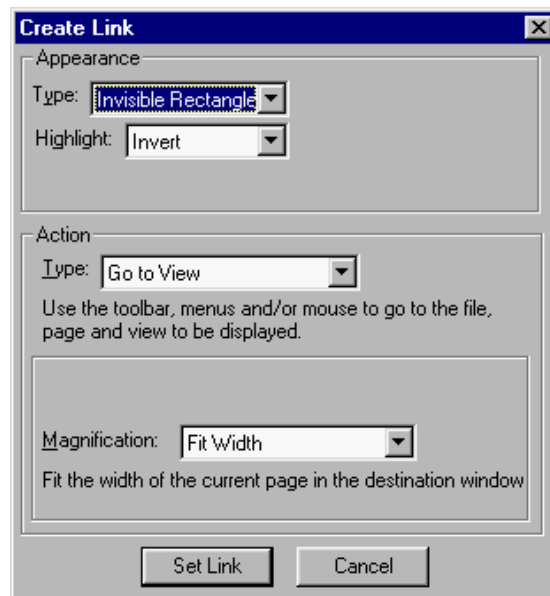 Create Link
Appearance
Type: Invisible Rectangle
Highlight: Invert
Action
Type: Go to View
Use the toolbar, menus and/or mouse to go to the file,
page and view to be displayed.
Magnification: Fit Width
Fit the width of the current page in the destination window
Set Link Cancel